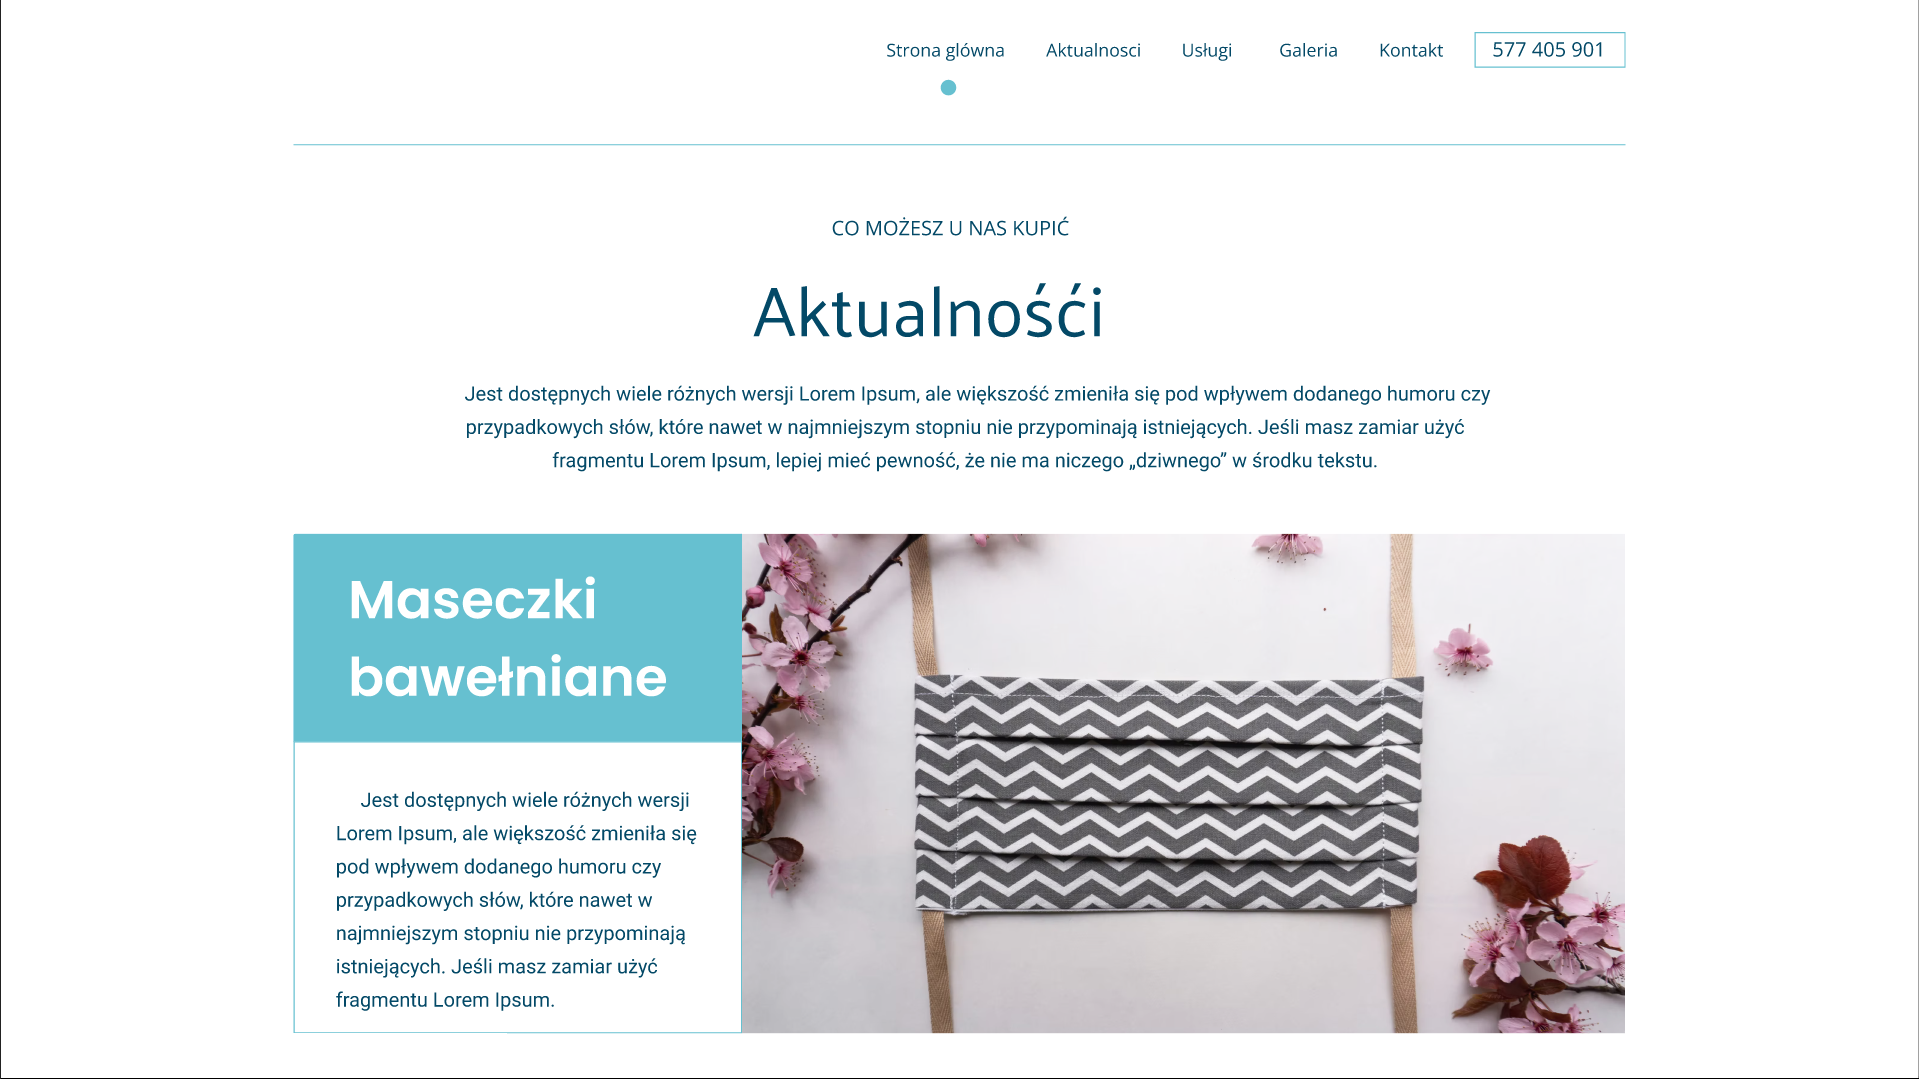 Strona glówna Aktualnosci Usługi Galeria Kontakt 577 405 901
CO MOŻESZ U NAS KUPIĆ
Aktualnośći
Jest dostępnych wiele różnych wersji Lorem Ipsum, ale większość zmieniła się pod wpływem dodanego humoru czy
przypadkowych słów, które nawet w najmniejszym stopniu nie przypominają istniejących. Jeśli masz zamiar użyć
fragmentu Lorem Ipsum, lepiej mieć pewność, że nie ma niczego „dziwnego” w środku tekstu.
Maseczki
bawełniane
Jest dostępnych wiele różnych wersji
Lorem Ipsum, ale większość zmieniła się
pod wpływem dodanego humoru czy
przypadkowych słów, które nawet w
najmniejszym stopniu nie przypominają
istniejących. Jeśli masz zamiar użyć
fragmentu Lorem Ipsum.